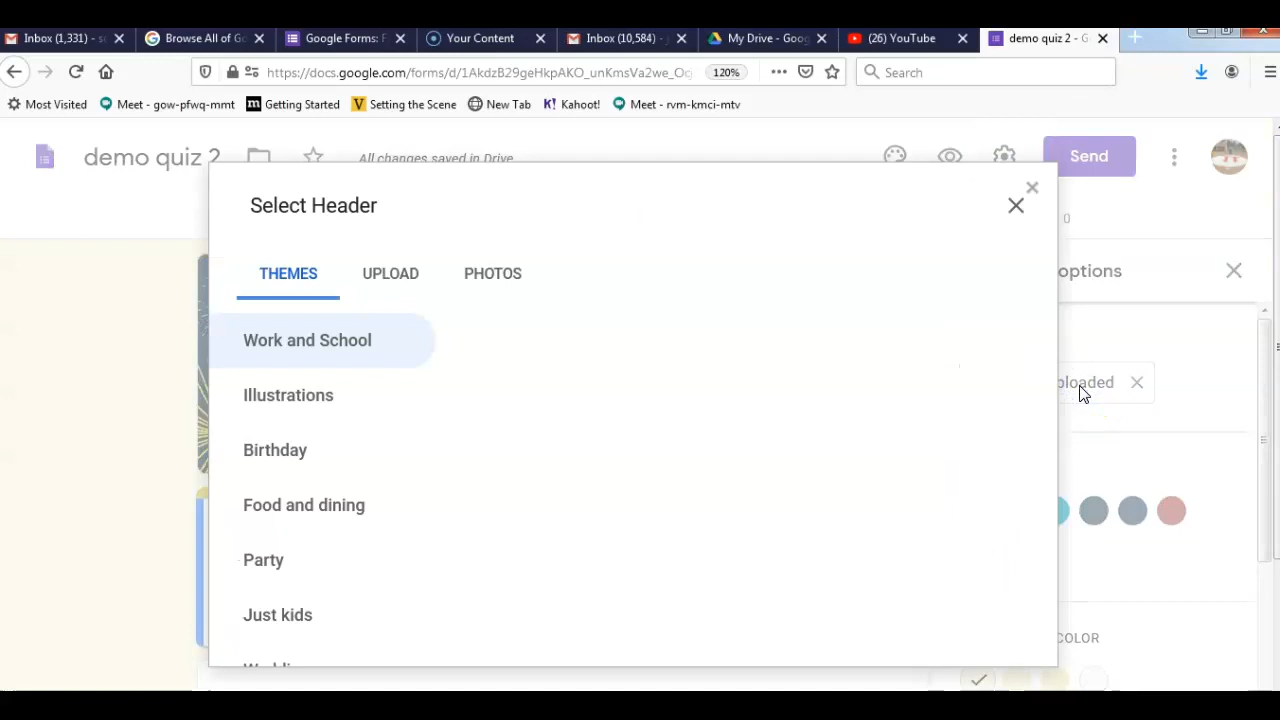 Inbox (1,331) - s
Browse All of G
Google Forms: F
Your Content
Inbox (10,584) -
My Drive - Goog
(26) YouTube
demo quiz 2 - G
https://docs.google.com/forms/d/1AkdzB29geHkpAKO_unKmsVa2we_Og
120%
Search
Most Visited
Meet - gow-pfwq-mmt
Getting Started
Setting the Scene
New Tab
Kahoot!
Meet - rvm-kmci-mtv
demo quiz 2
All changes saved in Drive
Send
Select Header
0
THEMES
UPLOAD
PHOTOS
options
Work and School
Illustrations
ploaded
Birthday
Food and dining
Party
Just kids
COLOR